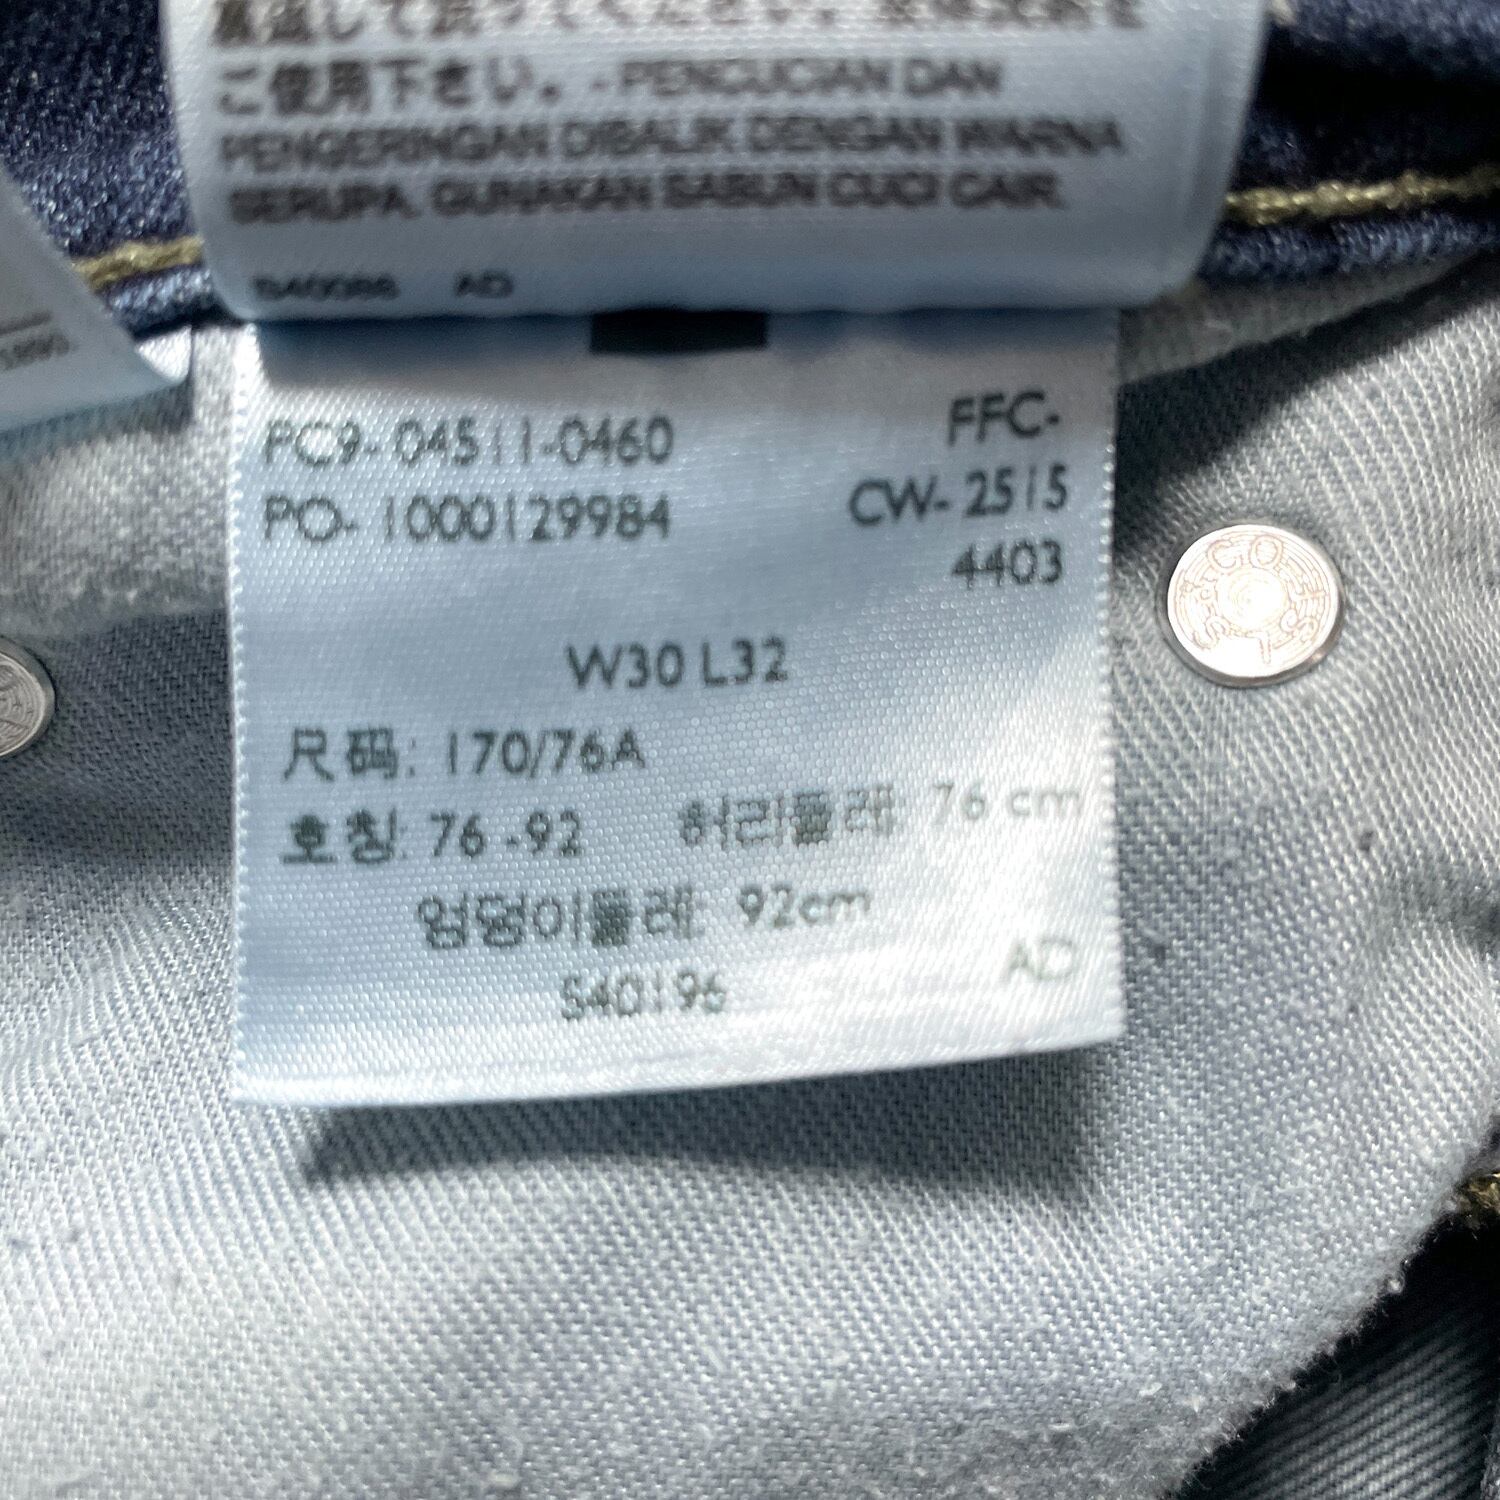 ご使用下さい。-PENCUCIAN DAN
PENGERINGAN DIBALIK DENGAN WARNA
SERUPA. GUNAKAN SABUN CUCI CAIR.
AD
PC9-04511-0460
FFC-
PO-1000129984
CW-2515
4403
W30 L32
尺码: 170/76A
호칭: 76-92 허리둘레 76 cm
엉덩이둘레 92cm
S40196
AD